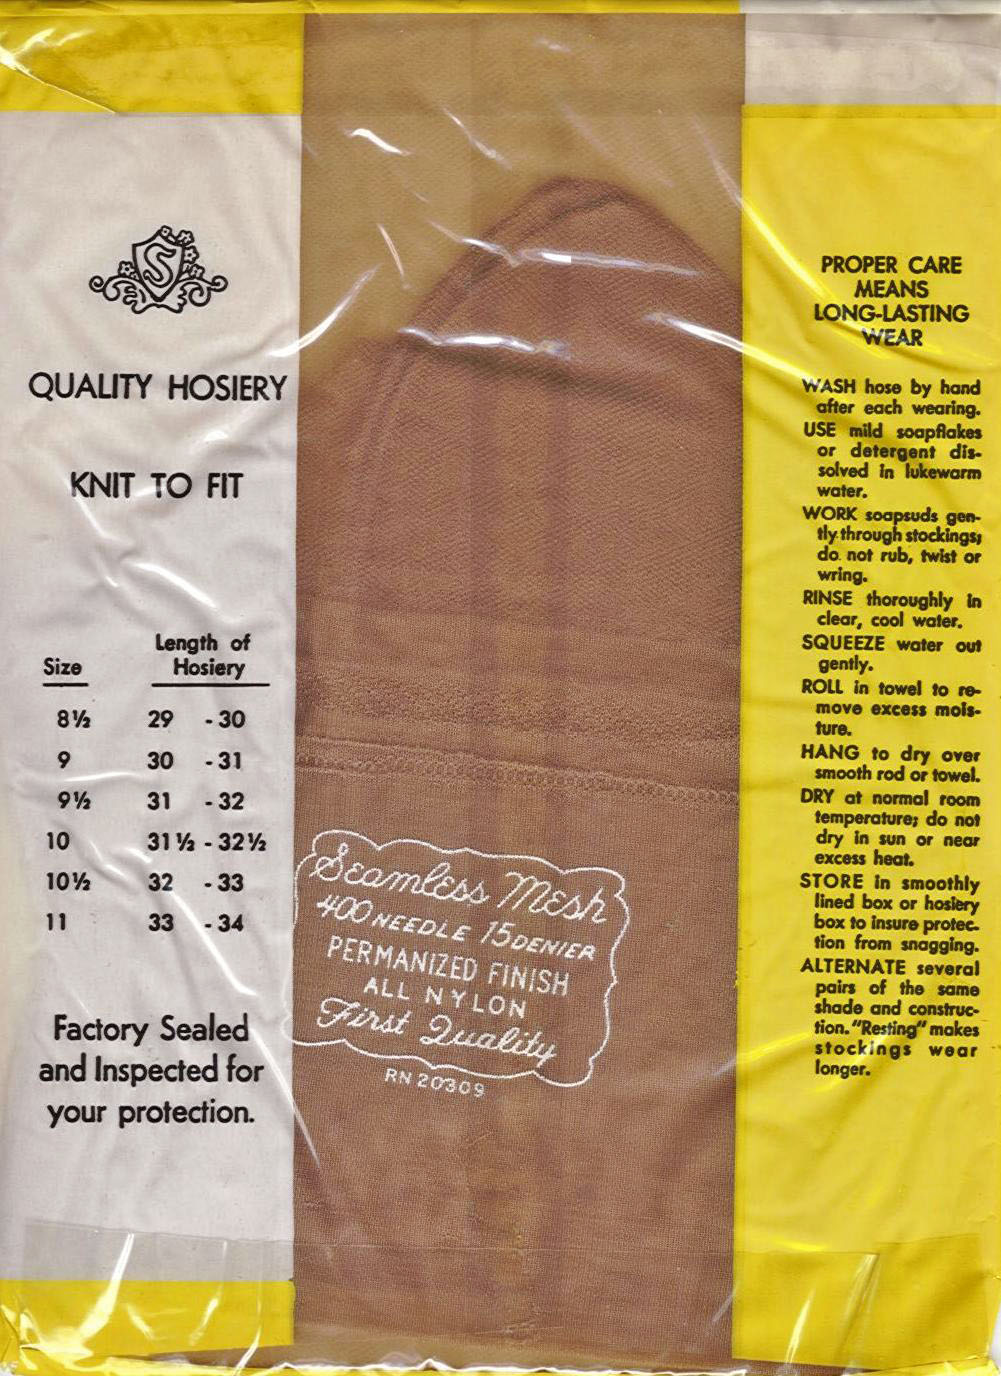 S
QUALITY HOSIERY
KNIT TO FIT
Size Length of
Hosiery
8½ 29 - 30
9 30 - 31
9½ 31 - 32
10 31½ - 32½
10½ 32 - 33
11 33 - 34
Factory Sealed
and Inspected for
your protection.
Seamless Mesh
400 NEEDLE 15 DENIER
PERMANIZED FINISH
ALL NYLON
First Quality
RN 20309
PROPER CARE
MEANS
LONG-LASTING
WEAR
WASH hose by hand
after each wearing.
USE mild soapflakes
or detergent dis-
solved in lukewarm
water.
WORK soapsuds gen-
tly through stockings;
do not rub, twist or
wring.
RINSE thoroughly in
clear, cool water.
SQUEEZE water out
gently.
ROLL in towel to re-
move excess mois-
ture.
HANG to dry over
smooth rod or towel.
DRY at normal room
temperature; do not
dry in sun or near
excess heat.
STORE in smoothly
lined box or hosiery
box to insure protec-
tion from snagging.
ALTERNATE several
pairs of the same
shade and construc-
tion. "Resting" makes
stockings wear
longer.